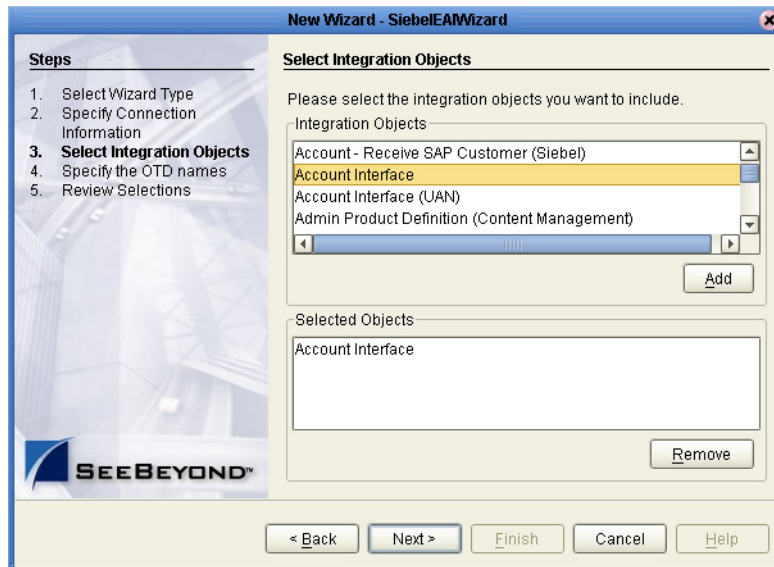 New Wizard - SiebelEAIWizard
Steps
1. Select Wizard Type
2. Specify Connection
Information
3. Select Integration Objects
4. Specify the OTD names
5. Review Selections
SEEBEYOND™
Select Integration Objects
Please select the integration objects you want to include.
Integration Objects
Account - Receive SAP Customer (Siebel)
Account Interface
Account Interface (UAN)
Admin Product Definition (Content Management)
Add
Selected Objects
Account Interface
Remove
< Back Next > Finish Cancel Help